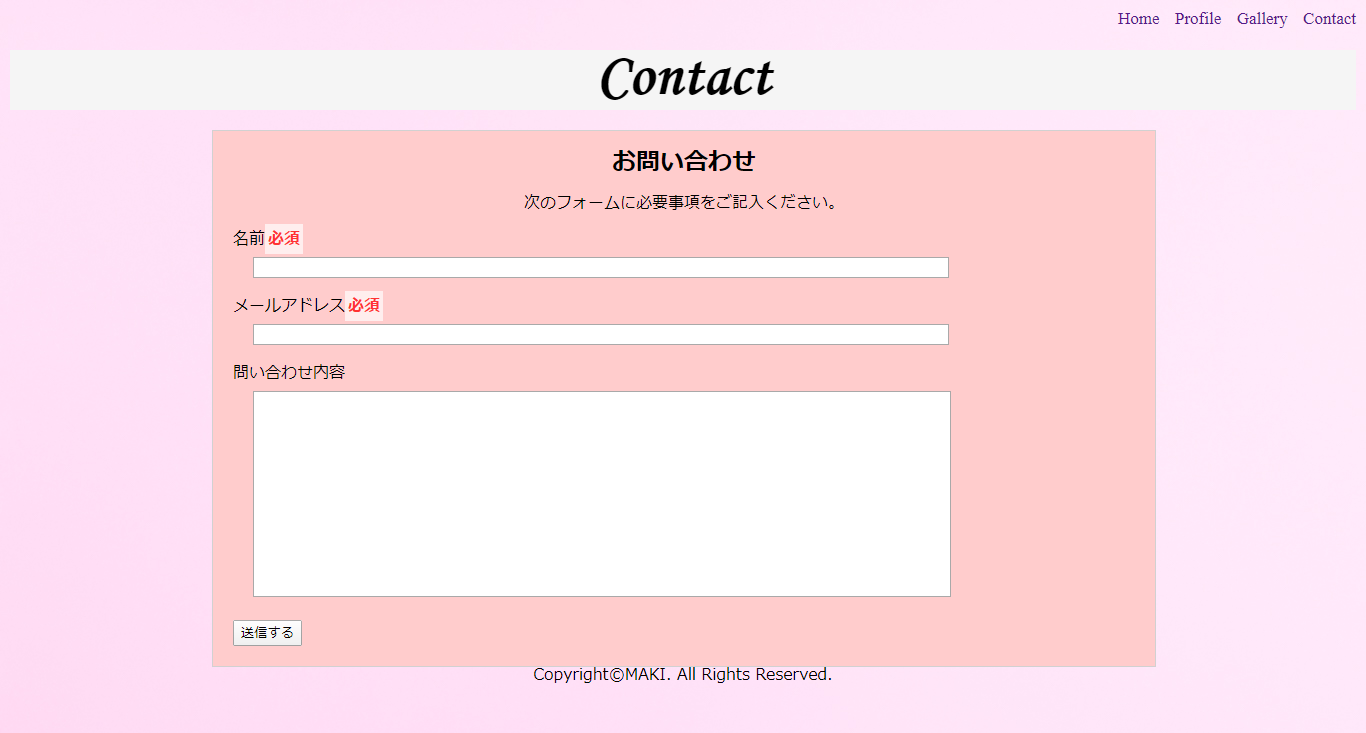 Home Profile Gallery Contact
Contact
お問い合わせ
次のフォームに必要事項をご記入ください。
名前 必須
メールアドレス 必須
問い合わせ内容
送信する
Copyright©MAKI. All Rights Reserved.